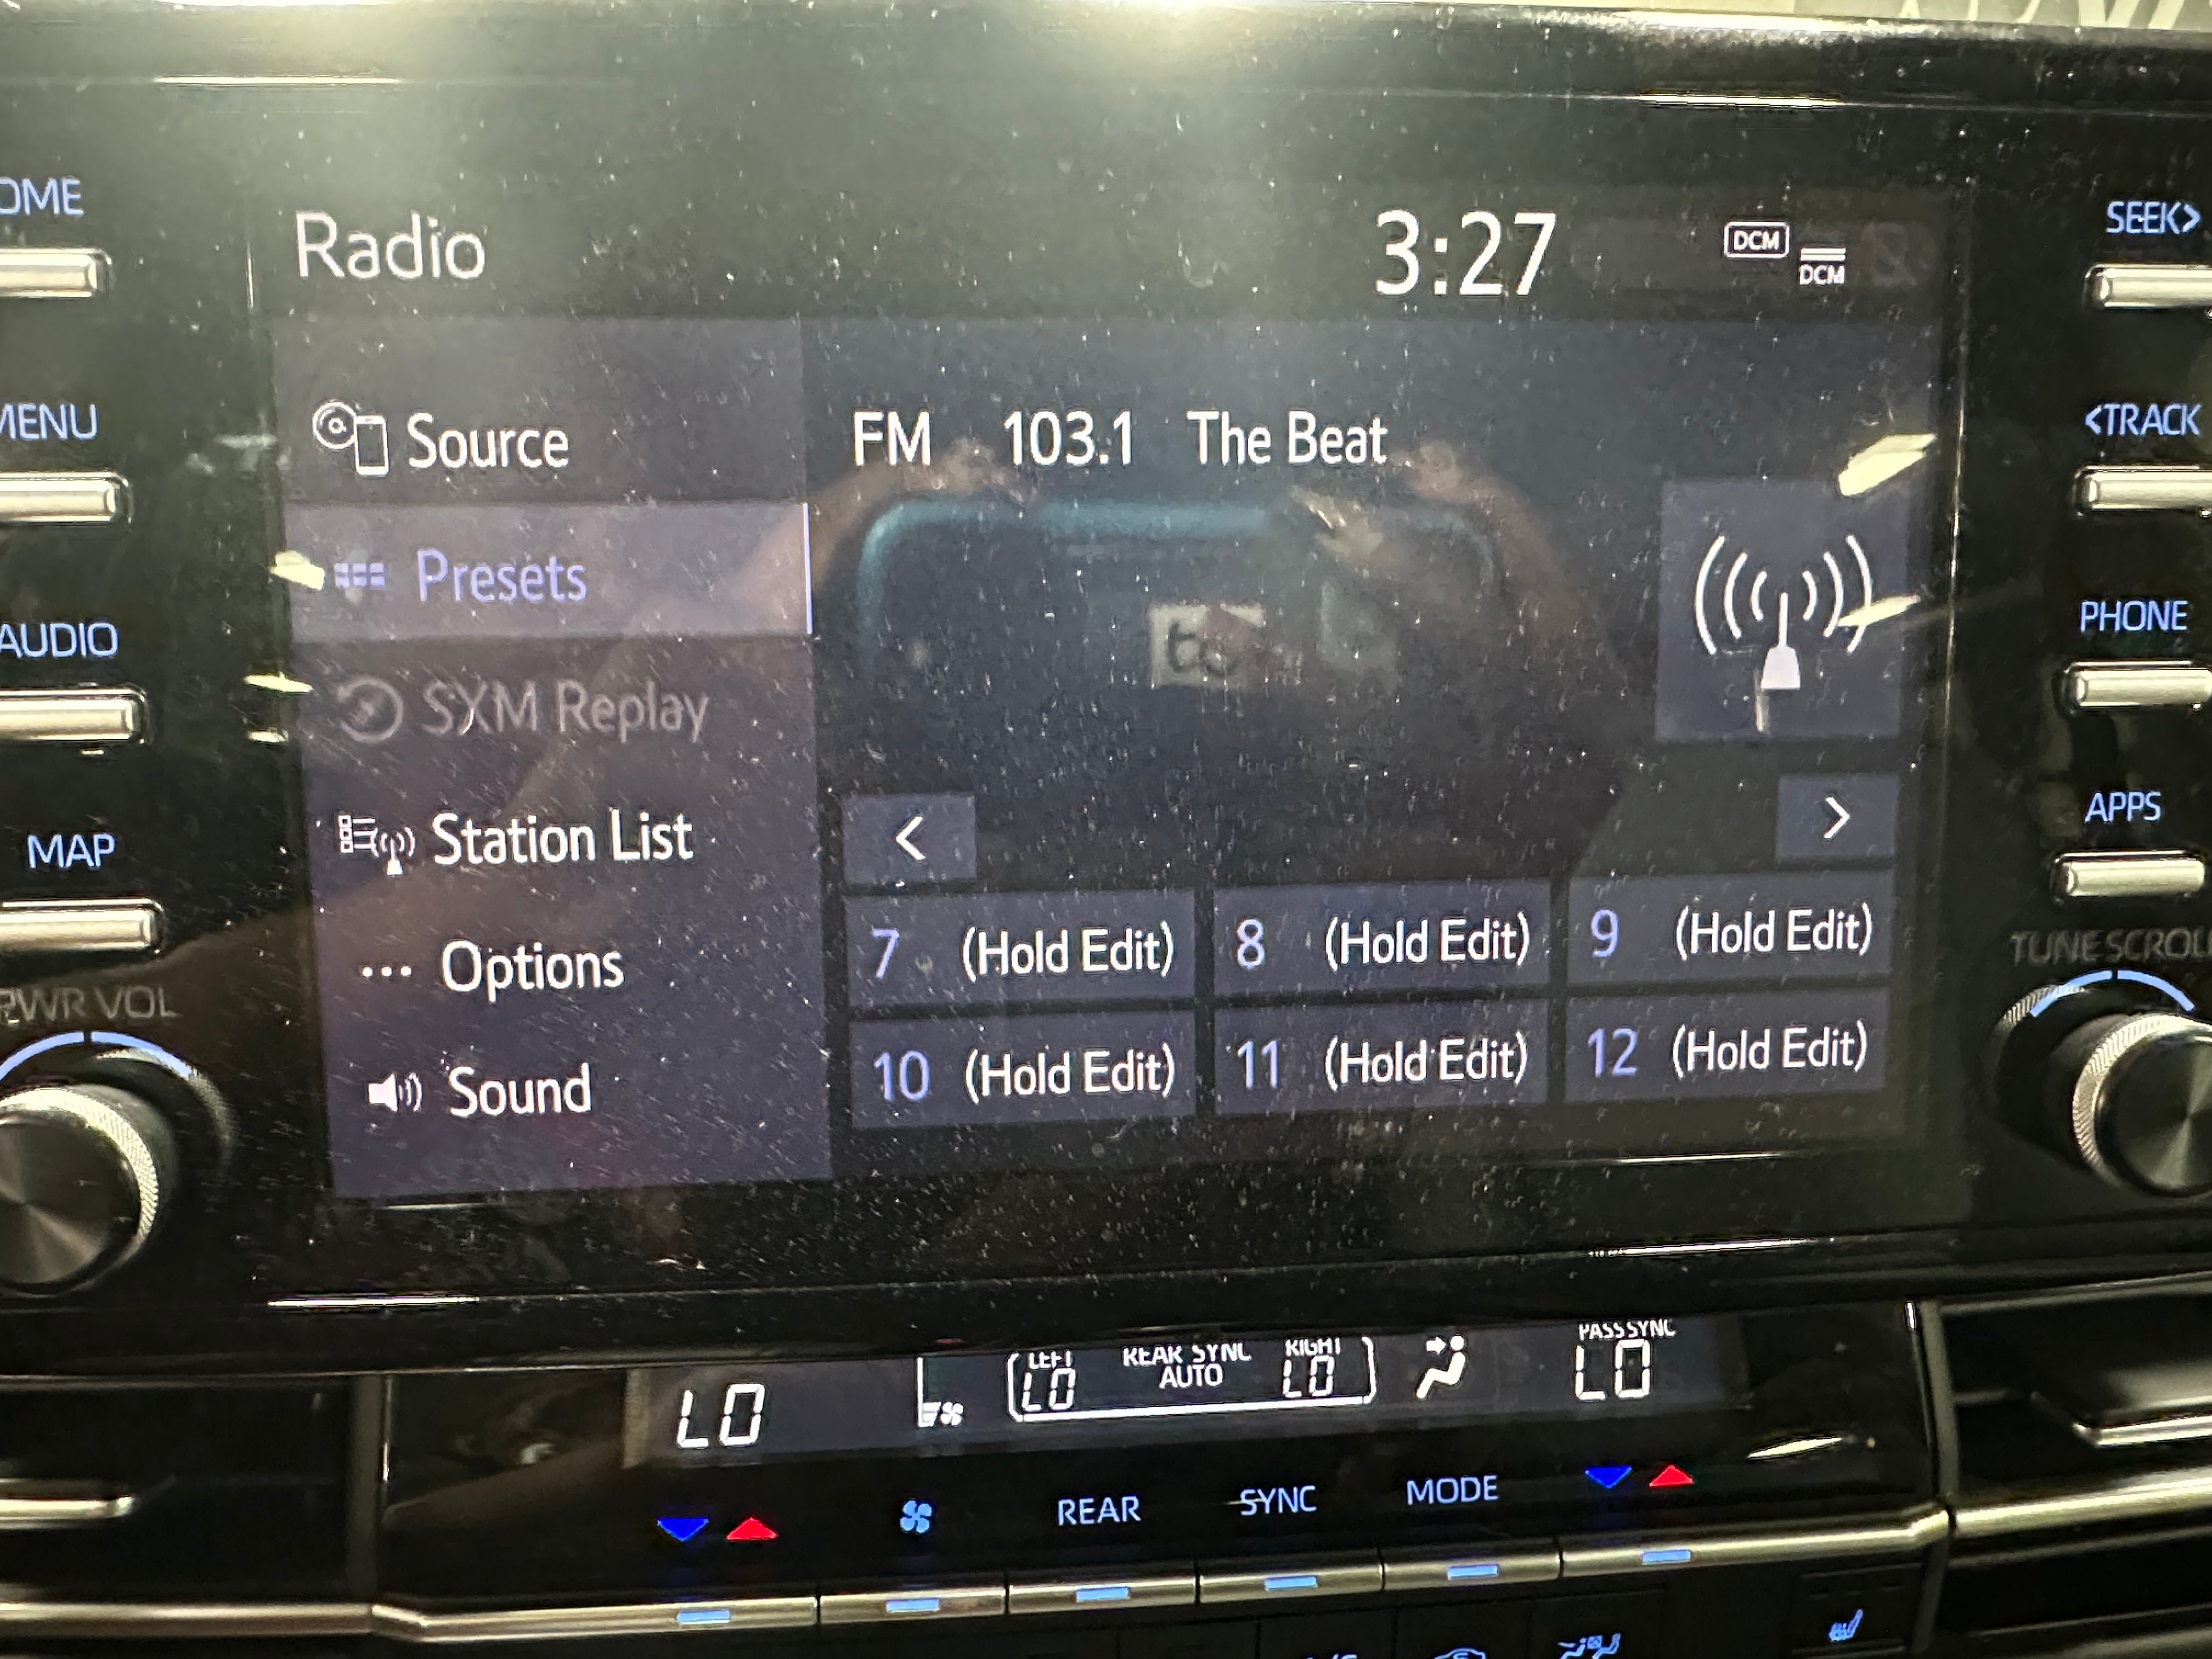 Radio
3:27
DCM
DCM
Source
Presets
SXM Replay
Station List
Options
Sound
FM 103.1 The Beat
<
>
7 (Hold Edit)
8 (Hold Edit)
9 (Hold Edit)
10 (Hold Edit)
11 (Hold Edit)
12 (Hold Edit)
OME
MENU
AUDIO
MAP
PWR VOL
SEEK>
<TRACK
PHONE
APPS
TUNE SCROLL
LO
LEFT
LO
REAR SYNC
AUTO
RIGHT
LO
PASS SYNC
LO
REAR
SYNC
MODE